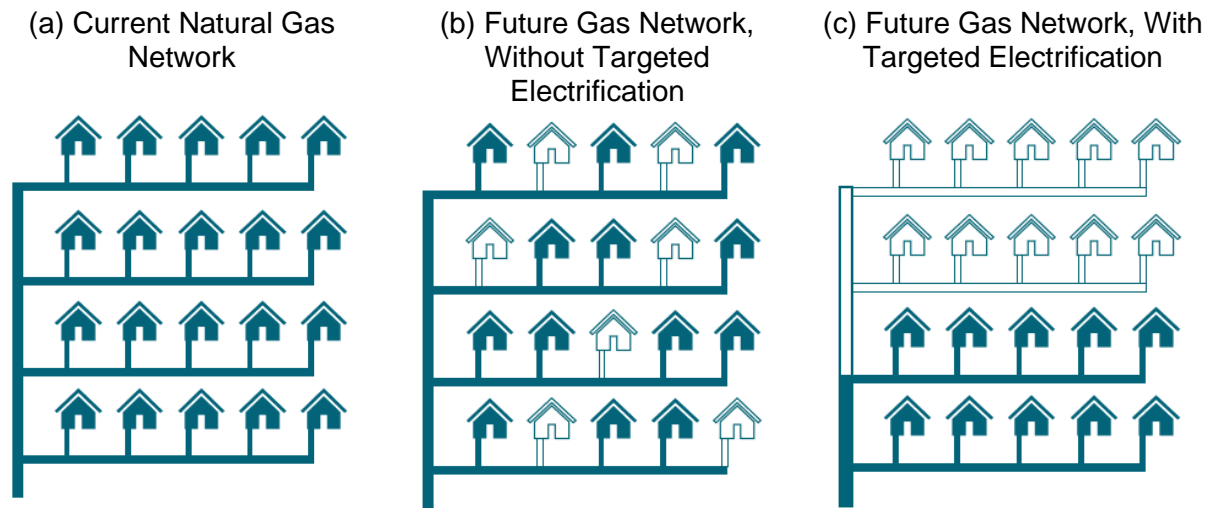 (a) Current Natural Gas
Network
(b) Future Gas Network,
Without Targeted
Electrification
(c) Future Gas Network, With
Targeted Electrification